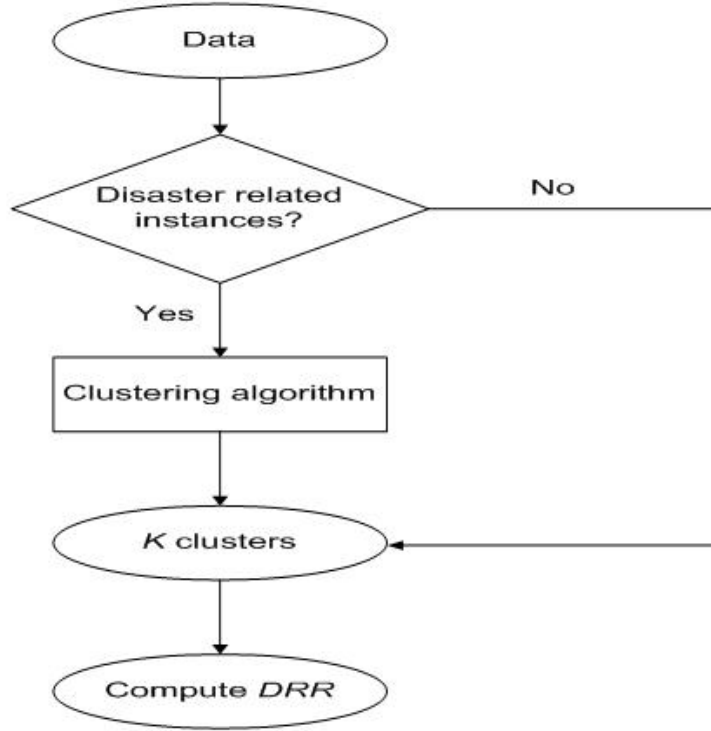 Data
Disaster related
instances?
No
Yes
Clustering algorithm
K clusters
Compute DRR